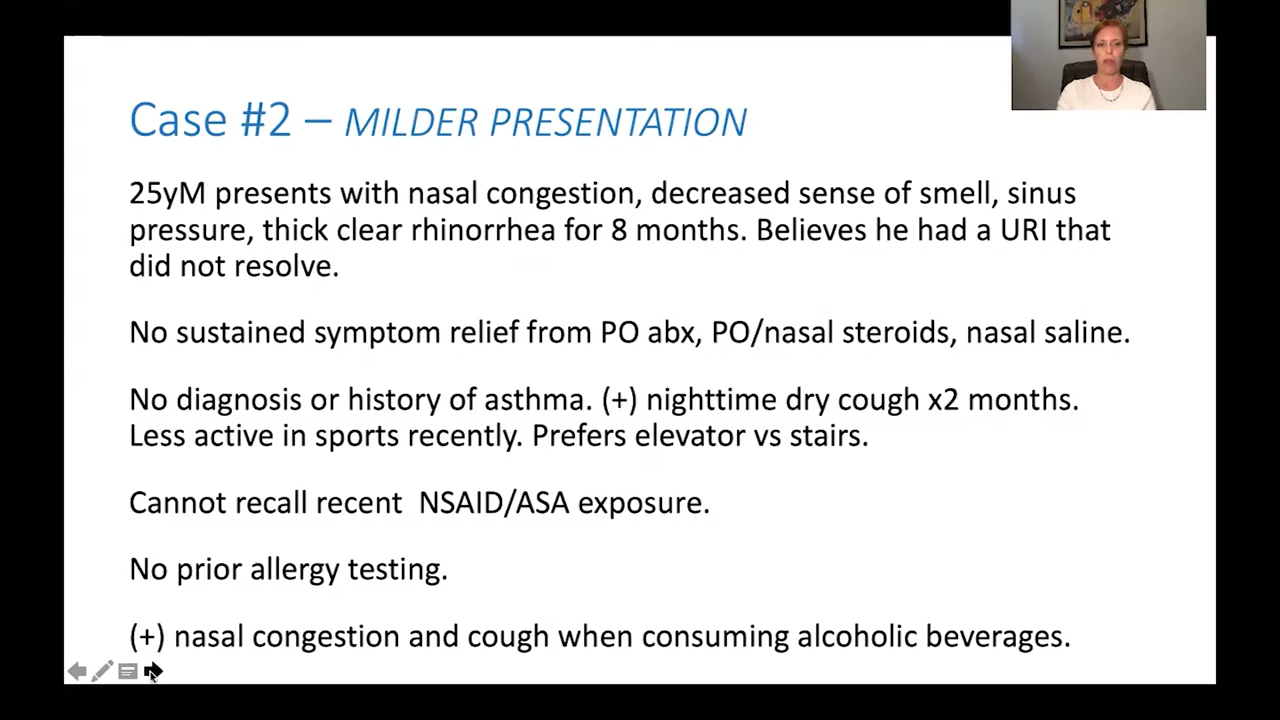 Case #2 – MILDER PRESENTATION
25yM presents with nasal congestion, decreased sense of smell, sinus
pressure, thick clear rhinorrhea for 8 months. Believes he had a URI that
did not resolve.
No sustained symptom relief from PO abx, PO/nasal steroids, nasal saline.
No diagnosis or history of asthma. (+) nighttime dry cough x2 months.
Less active in sports recently. Prefers elevator vs stairs.
Cannot recall recent  NSAID/ASA exposure.
No prior allergy testing.
(+) nasal congestion and cough when consuming alcoholic beverages.